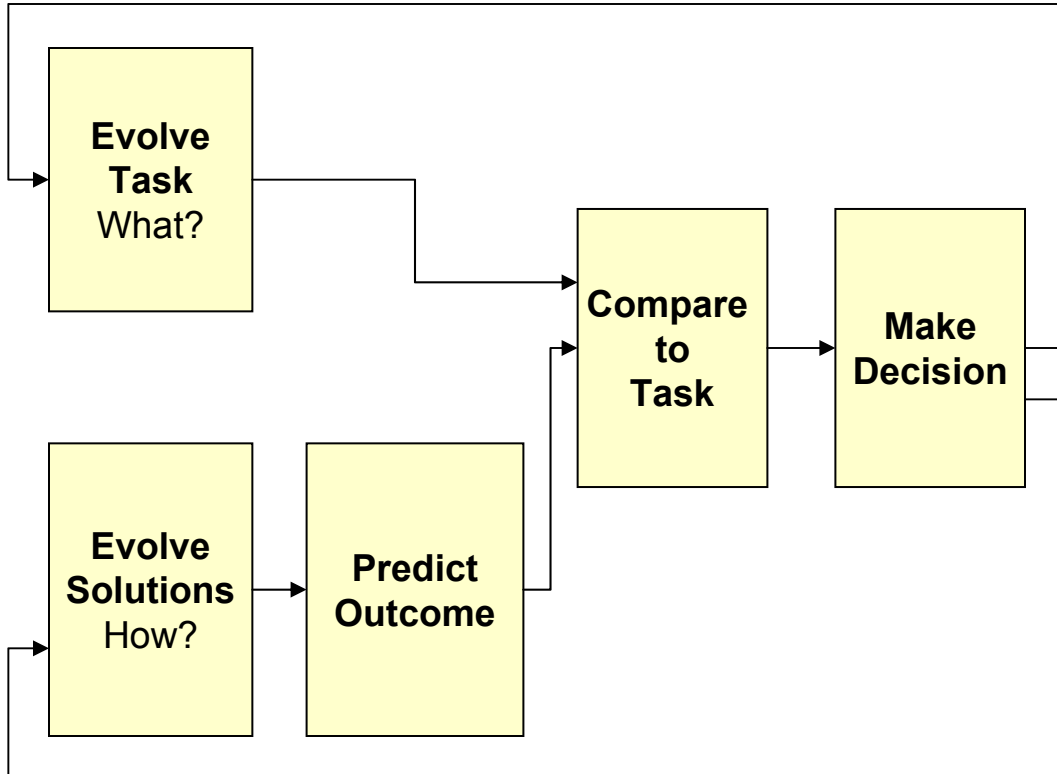 Evolve
Task
What?
Compare
to
Task
Make
Decision
Evolve
Solutions
How?
Predict
Outcome